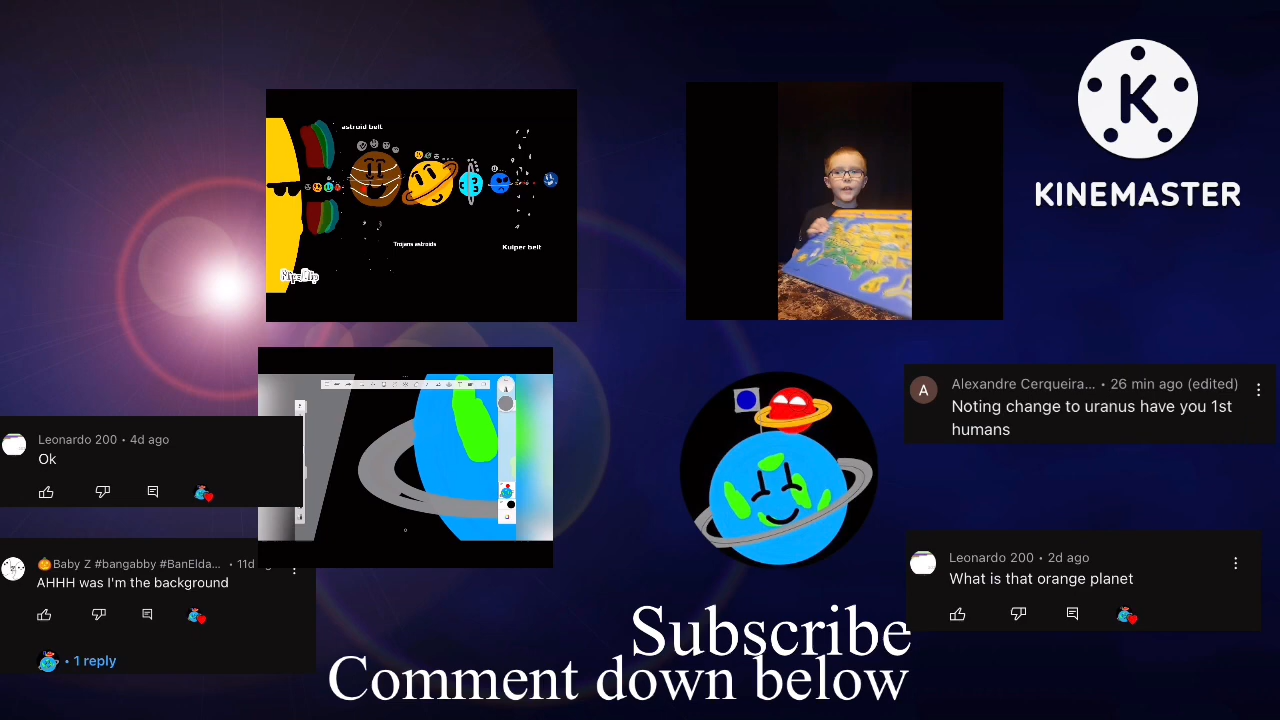 astroid belt
Trojans astroids
Kuiper belt
FlipaClip
K
KINEMASTER
Alexandre Cerqueira... • 26 min ago (edited)
A
Noting change to uranus have you 1st
humans
Leonardo 200 • 4d ago
Ok
🎃Baby Z #bangabby #BanElda... • 11d
AHHH was I'm the background
• 1 reply
Leonardo 200 • 2d ago
What is that orange planet
Subscribe
Comment down below